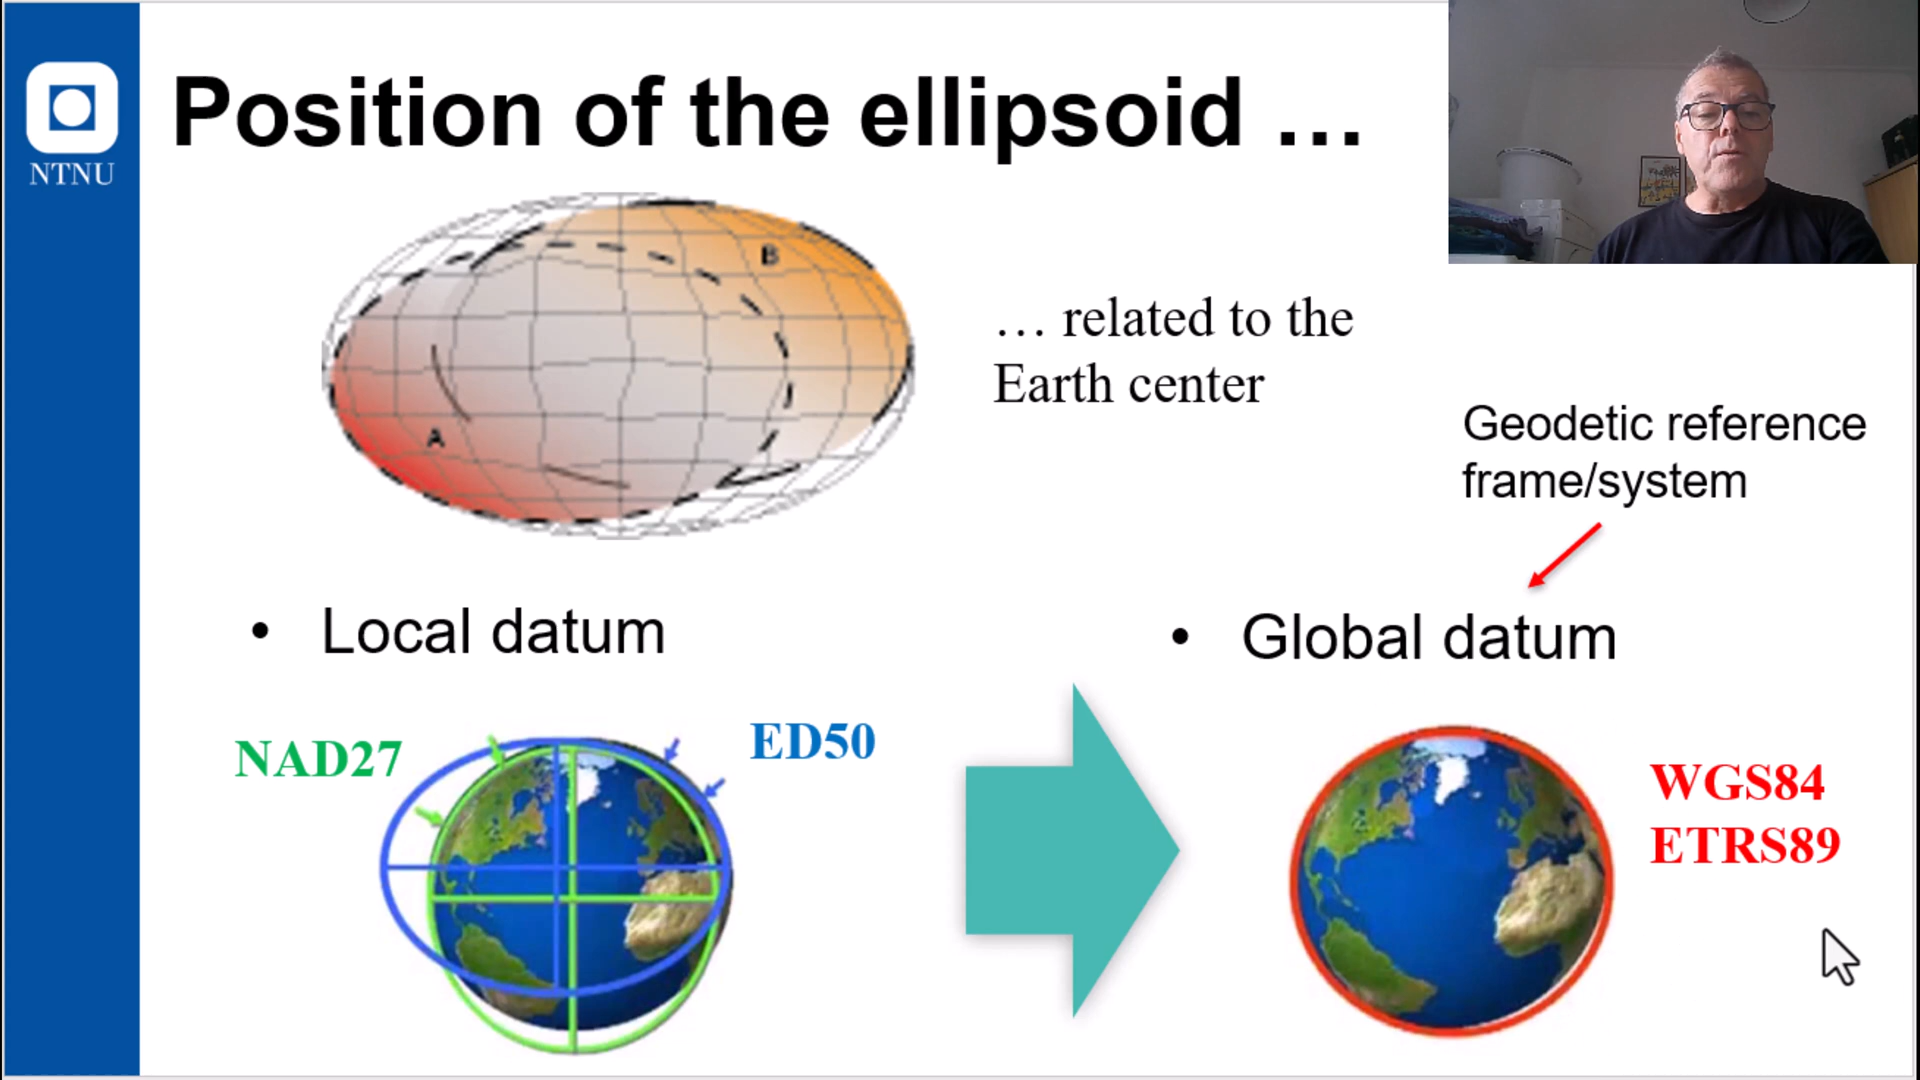 Position of the ellipsoid …
NTNU
B
A
… related to the
Earth center
Geodetic reference
frame/system
• Local datum
• Global datum
NAD27
ED50
WGS84
ETRS89